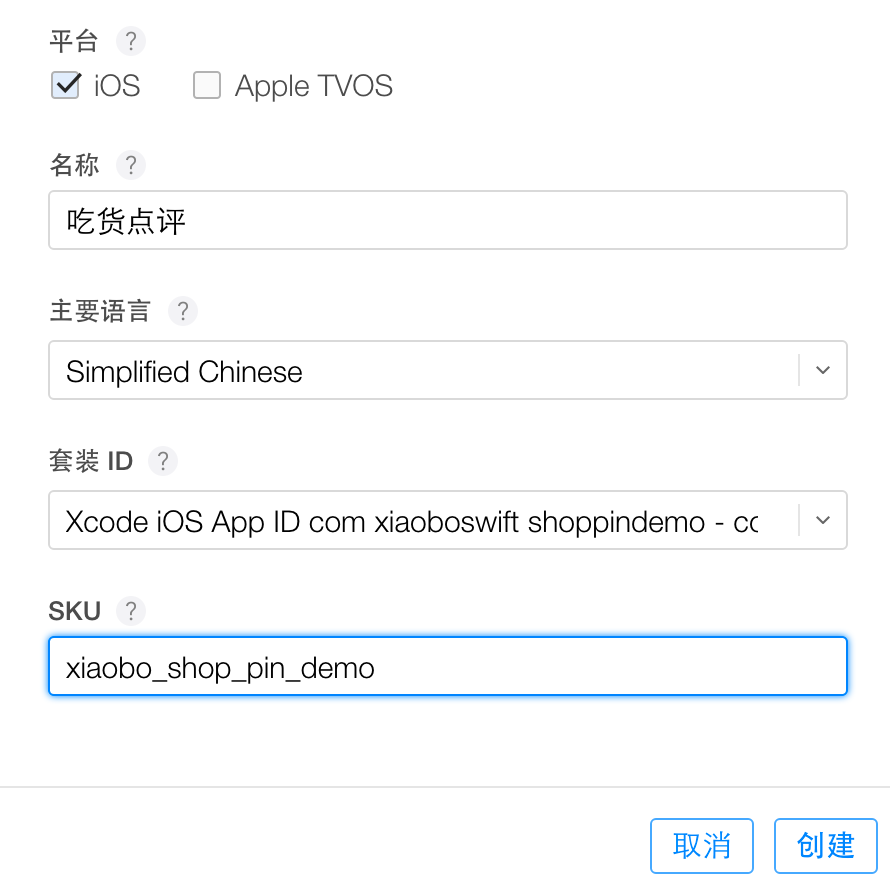 平台 ?
iOS Apple TVOS
名称 ?
吃货点评
主要语言 ?
Simplified Chinese
套装 ID ?
Xcode iOS App ID com xiaoboswift shoppindemo - cc
SKU ?
xiaobo_shop_pin_demo
取消 创建